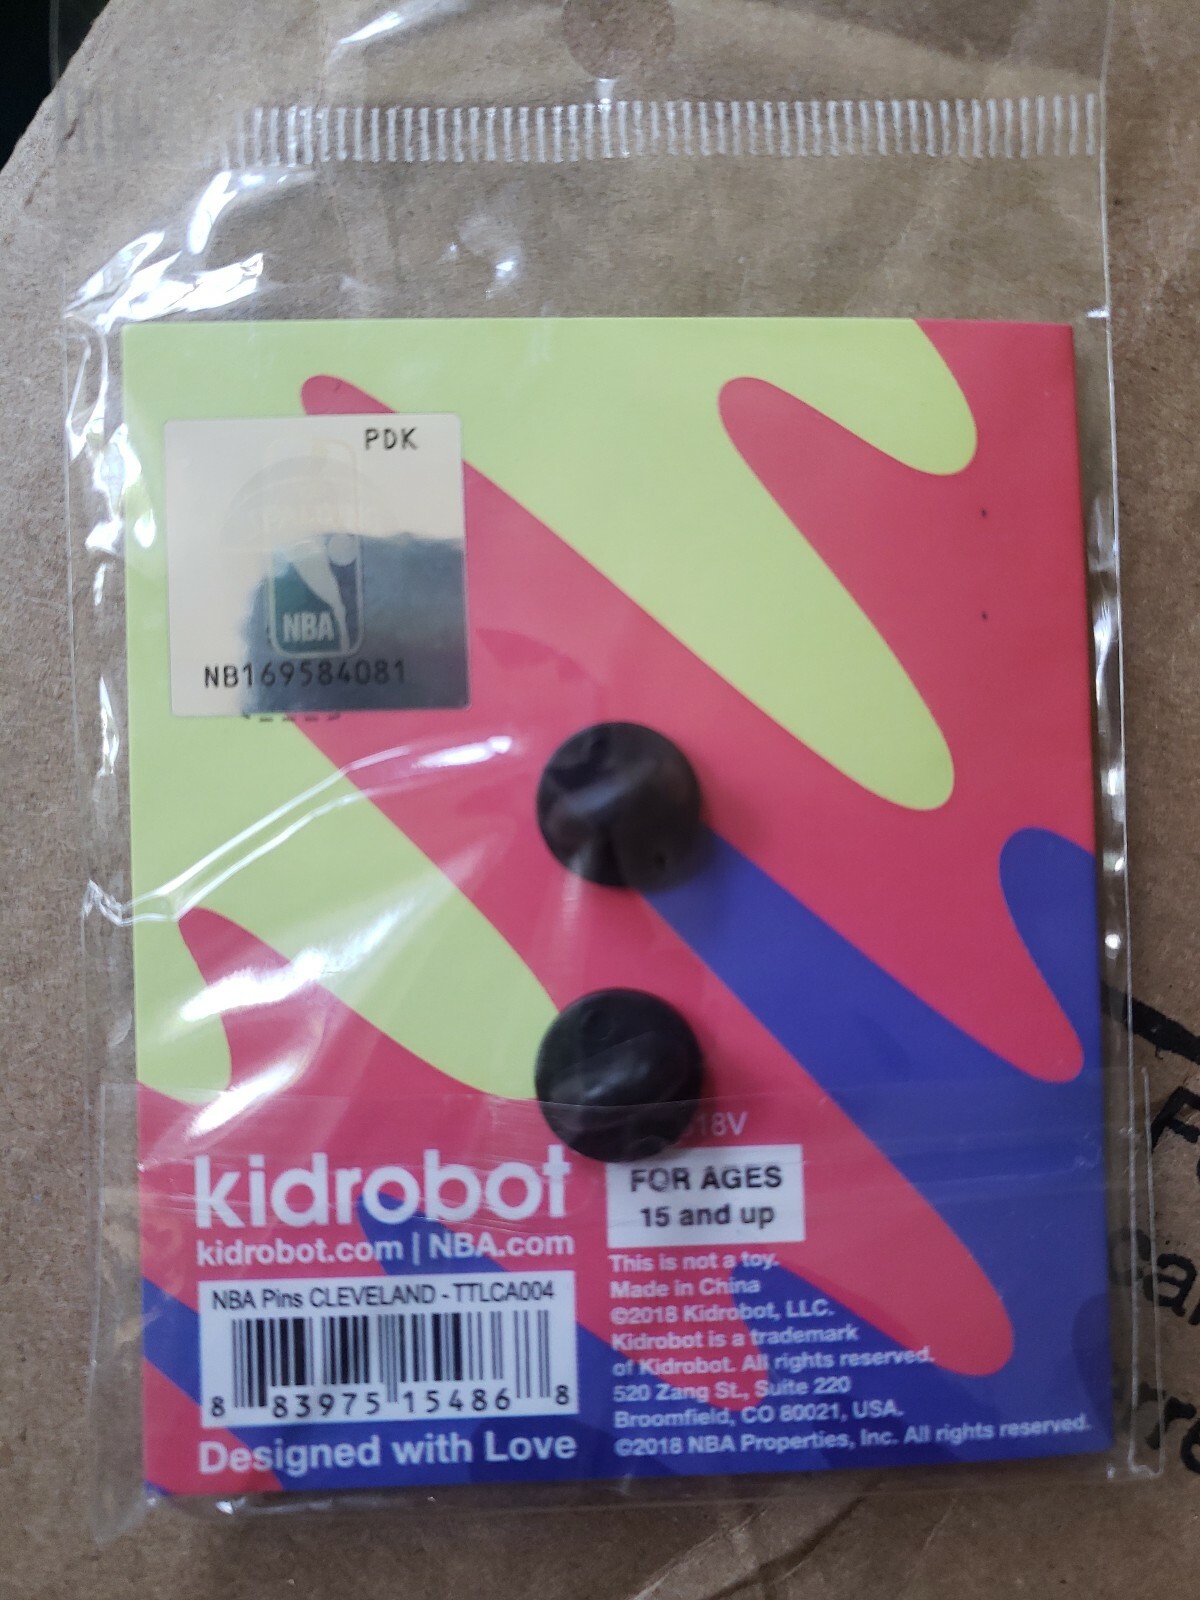 PDK
NBA
NB169584081
18V
kidrobot
kidrobot.com | NBA.com
FOR AGES
15 and up
This is not a toy.
Made in China
©2018 Kidrobot, LLC.
Kidrobot is a trademark
of Kidrobot. All rights reserved.
520 Zang St., Suite 220
Broomfield, CO 80021, USA.
©2018 NBA Properties, Inc. All rights reserved.
NBA Pins CLEVELAND - TTLCA004
8 83975 15486 8
Designed with Love